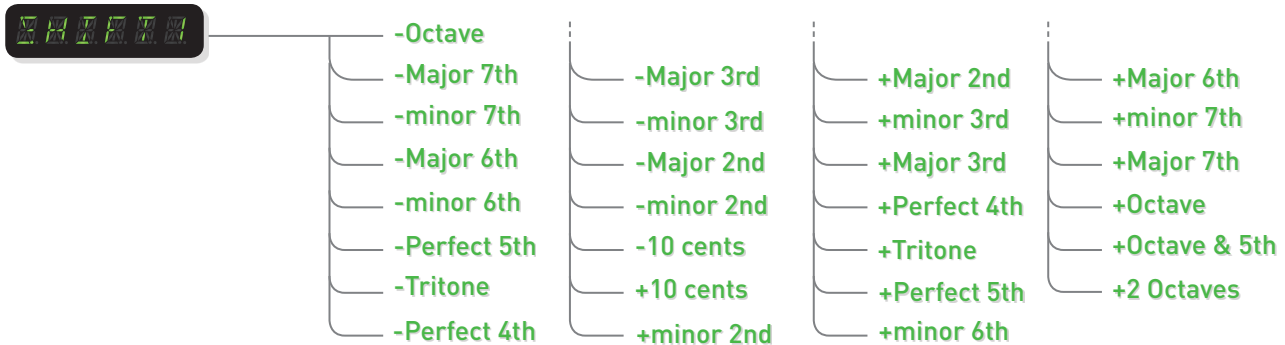 SHIFT 1
-Octave
-Major 7th
-minor 7th
-Major 6th
-minor 6th
-Perfect 5th
-Tritone
-Perfect 4th
-Major 3rd
-minor 3rd
-Major 2nd
-minor 2nd
-10 cents
+10 cents
+minor 2nd
+Major 2nd
+minor 3rd
+Major 3rd
+Perfect 4th
+Tritone
+Perfect 5th
+minor 6th
+Major 6th
+minor 7th
+Major 7th
+Octave
+Octave & 5th
+2 Octaves